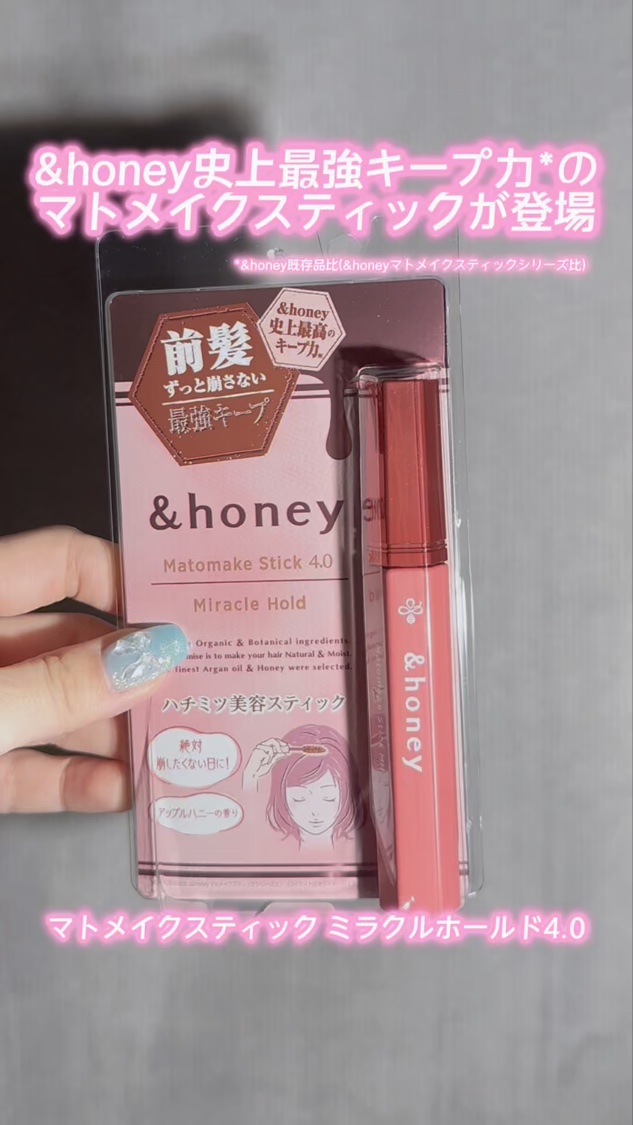 &honey史上最強キープ力*の
マトメイクスティックが登場
*&honey既存品比(&honeyマトメイクスティックシリーズ比)
&honey
史上最高の
キープ力
前髪
ずっと崩さない
最強キープ
&honey
Matomake Stick 4.0
Miracle Hold
Organic & Botanical ingredients.
mise is to make your hair Natural & Moist.
finest Argan oil & Honey were selected.
ハチミツ美容スティック
絶対
崩したくない日に!
アップルハニーの香り
&honey
マトメイクスティック ミラクルホールド4.0